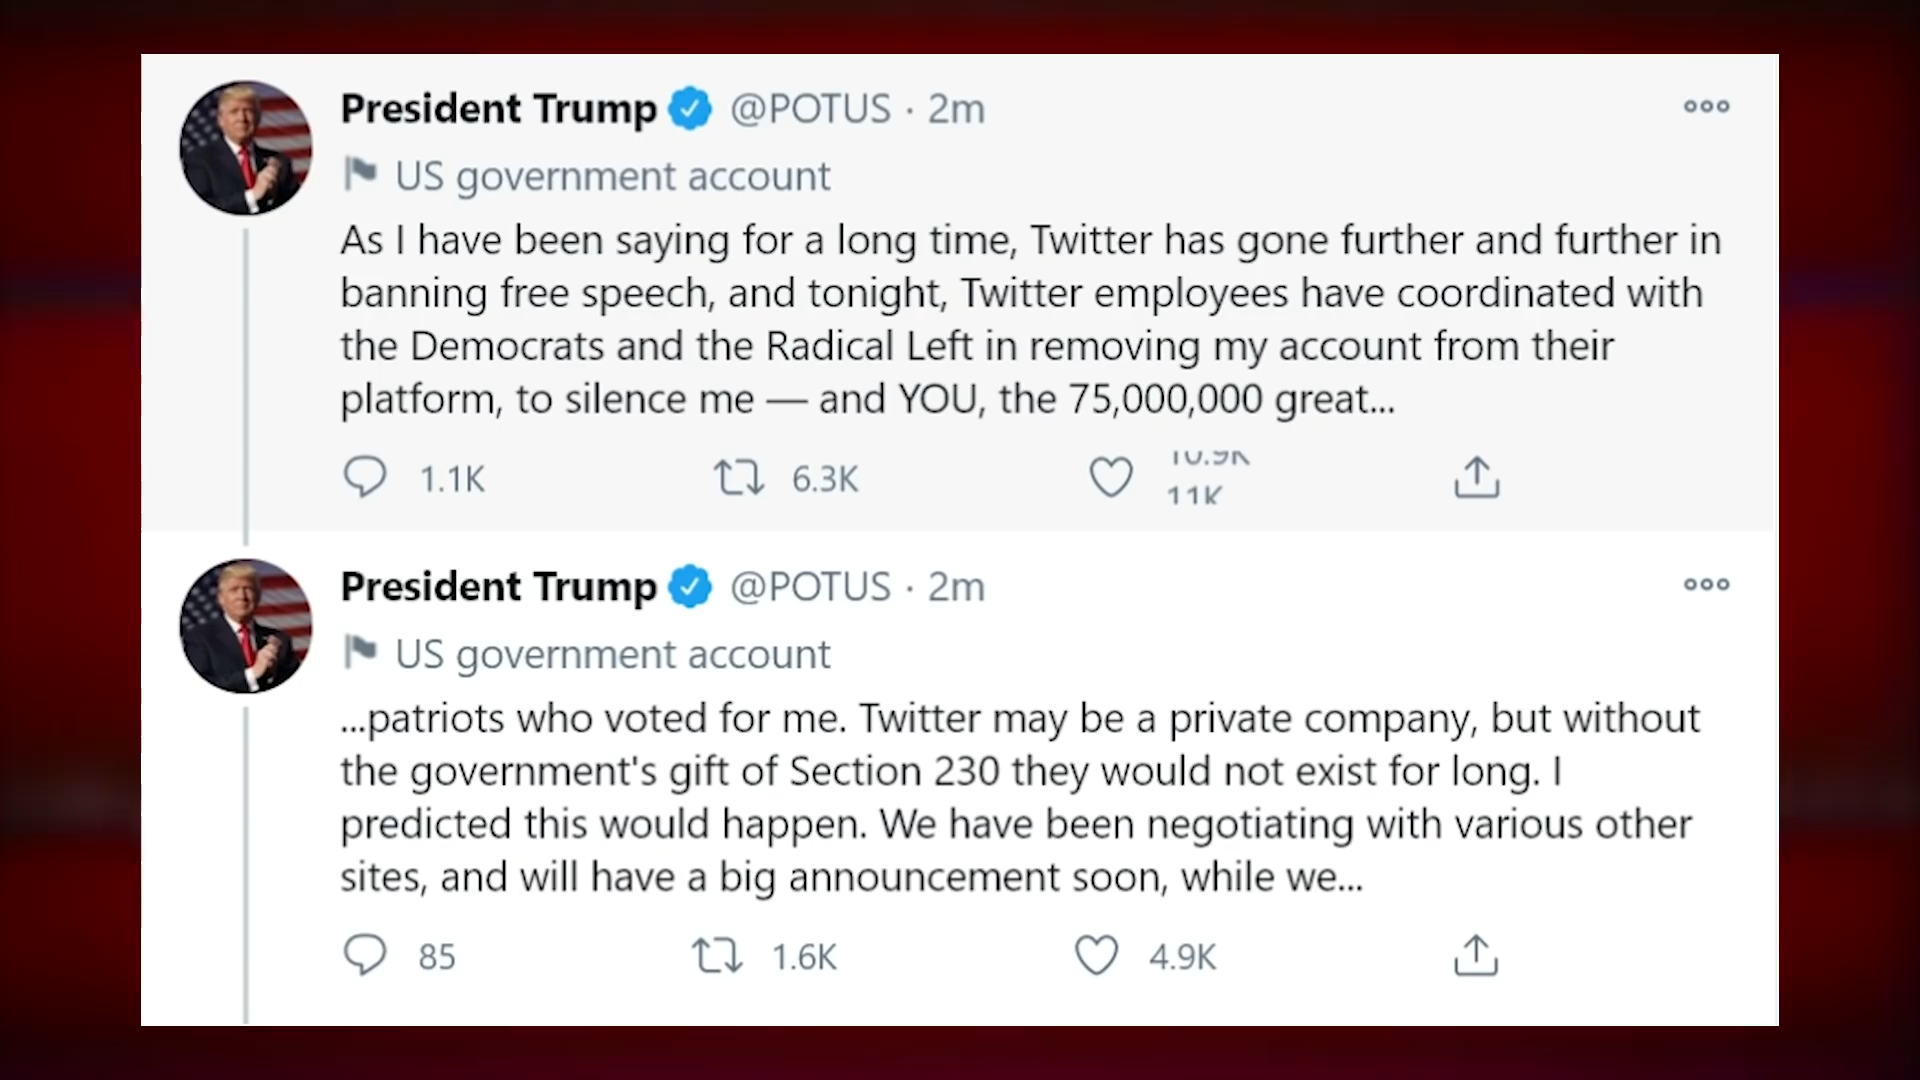 President Trump @POTUS · 2m
US government account
As I have been saying for a long time, Twitter has gone further and further in
banning free speech, and tonight, Twitter employees have coordinated with
the Democrats and the Radical Left in removing my account from their
platform, to silence me — and YOU, the 75,000,000 great...
1.1K 6.3K 10.9K
11K
President Trump @POTUS · 2m
US government account
...patriots who voted for me. Twitter may be a private company, but without
the government's gift of Section 230 they would not exist for long. I
predicted this would happen. We have been negotiating with various other
sites, and will have a big announcement soon, while we...
85 1.6K 4.9K